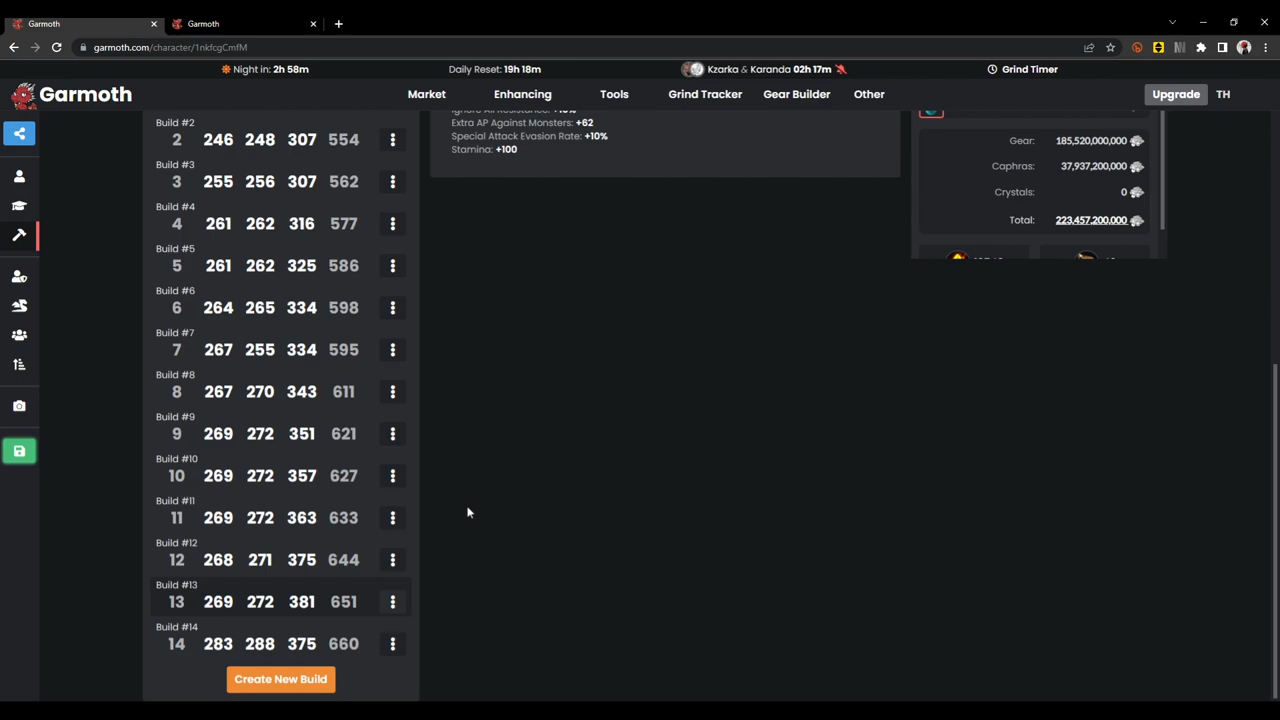 Garmoth
Garmoth
garmoth.com/character/1nkfcgCmfM
Night in: 2h 58m
Daily Reset: 19h 18m
Kzarka & Karanda 02h 17m
Grind Timer
Garmoth
Market
Enhancing
Tools
Grind Tracker
Gear Builder
Other
Upgrade
TH
Build #2
2 246 248 307 554
Build #3
3 255 256 307 562
Build #4
4 261 262 316 577
Build #5
5 261 262 325 586
Build #6
6 264 265 334 598
Build #7
7 267 255 334 595
Build #8
8 267 270 343 611
Build #9
9 269 272 351 621
Build #10
10 269 272 357 627
Build #11
11 269 272 363 633
Build #12
12 268 271 375 644
Build #13
13 269 272 381 651
Build #14
14 283 288 375 660
Create New Build
Ignore All Resistance: +10%
Extra AP Against Monsters: +62
Special Attack Evasion Rate: +10%
Stamina: +100
Gear: 185,520,000,000
Caphras: 37,937,200,000
Crystals: 0
Total: 223,457,200,000